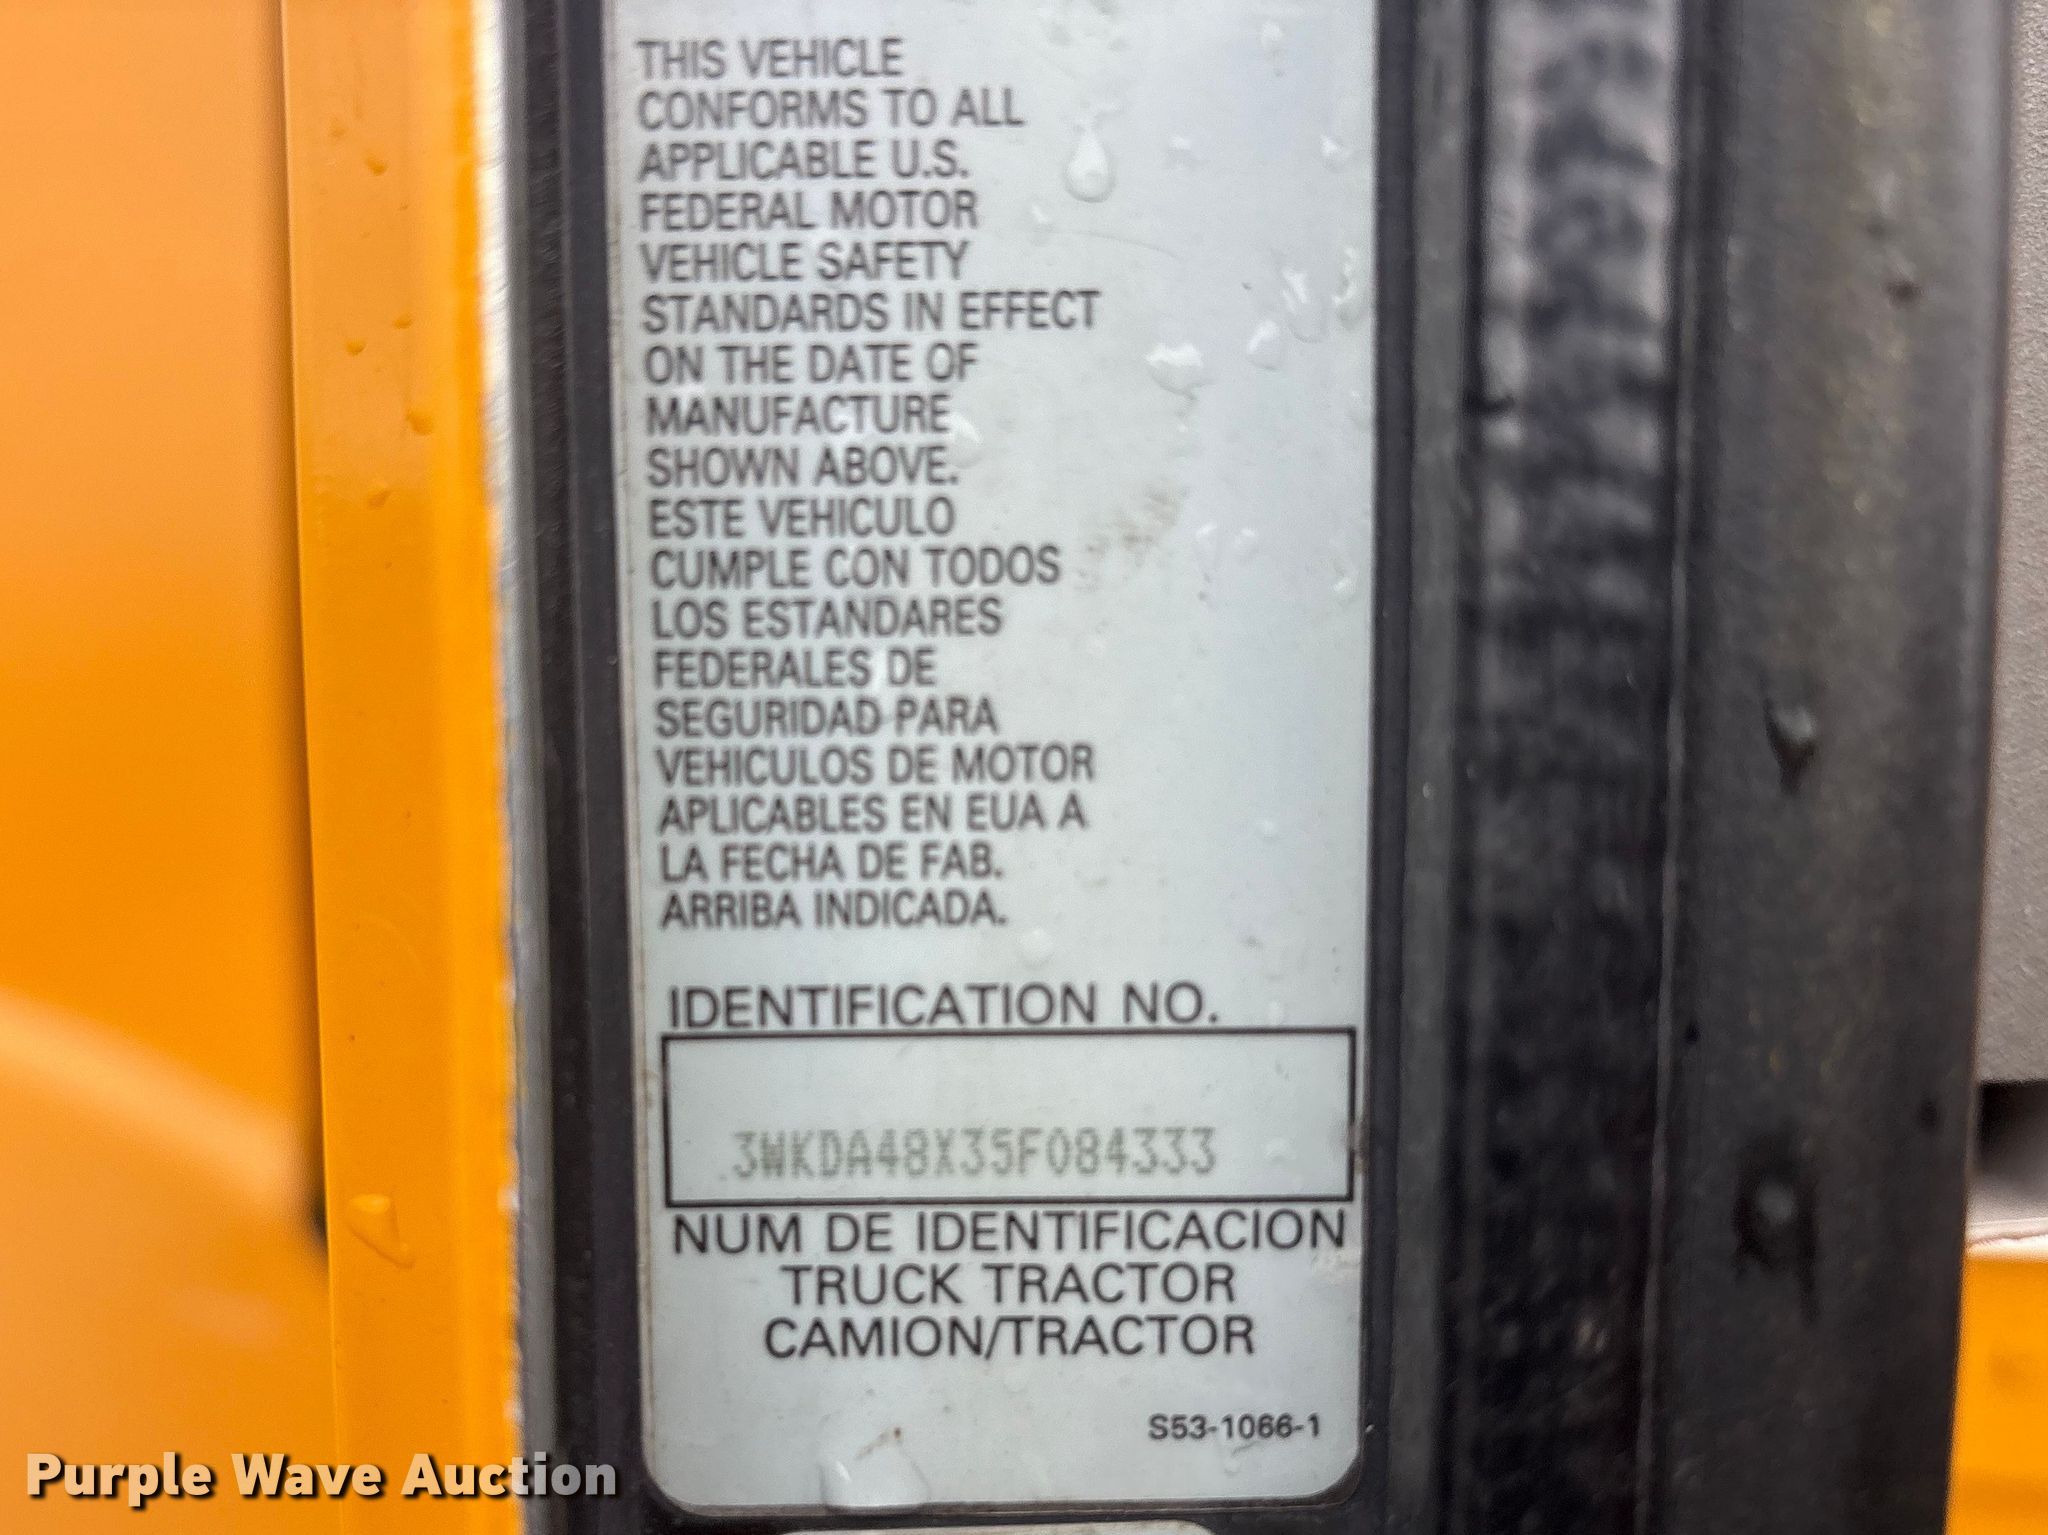 THIS VEHICLE
CONFORMS TO ALL
APPLICABLE U.S.
FEDERAL MOTOR
VEHICLE SAFETY
STANDARDS IN EFFECT
ON THE DATE OF
MANUFACTURE
SHOWN ABOVE.
ESTE VEHICULO
CUMPLE CON TODOS
LOS ESTANDARES
FEDERALES DE
SEGURIDAD PARA
VEHICULOS DE MOTOR
APLICABLES EN EUA A
LA FECHA DE FAB.
ARRIBA INDICADA.
IDENTIFICATION NO.
3WKDA48X35F084333
NUM DE IDENTIFICACION
TRUCK TRACTOR
CAMION/TRACTOR
S53-1066-1
Purple Wave Auction